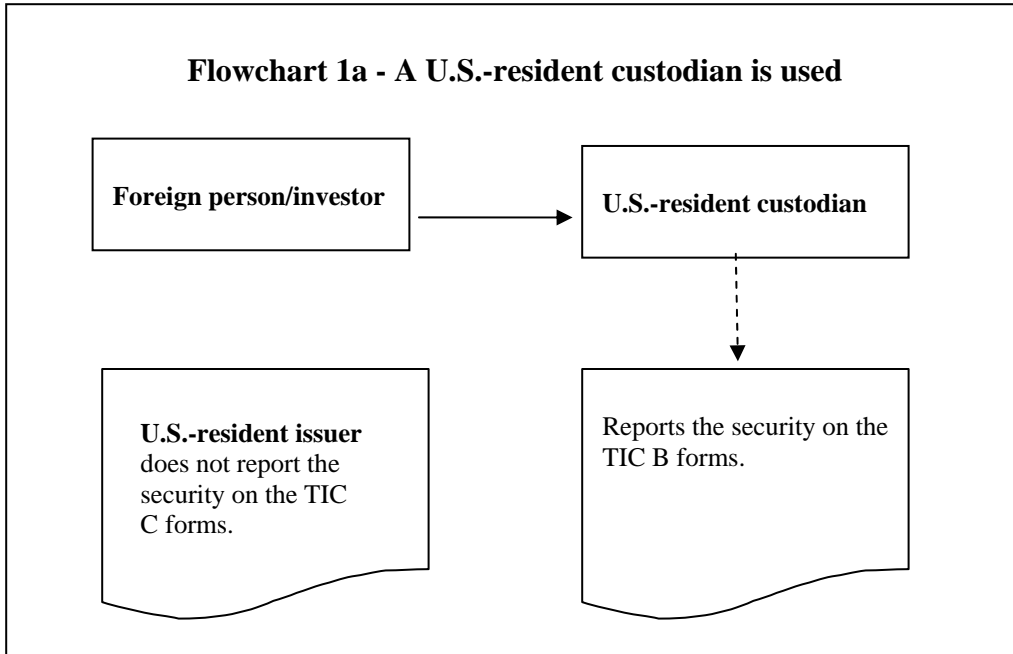 Flowchart 1a - A U.S.-resident custodian is used
Foreign person/investor
U.S.-resident custodian
U.S.-resident issuer
does not report the
security on the TIC
C forms.
Reports the security on the
TIC B forms.